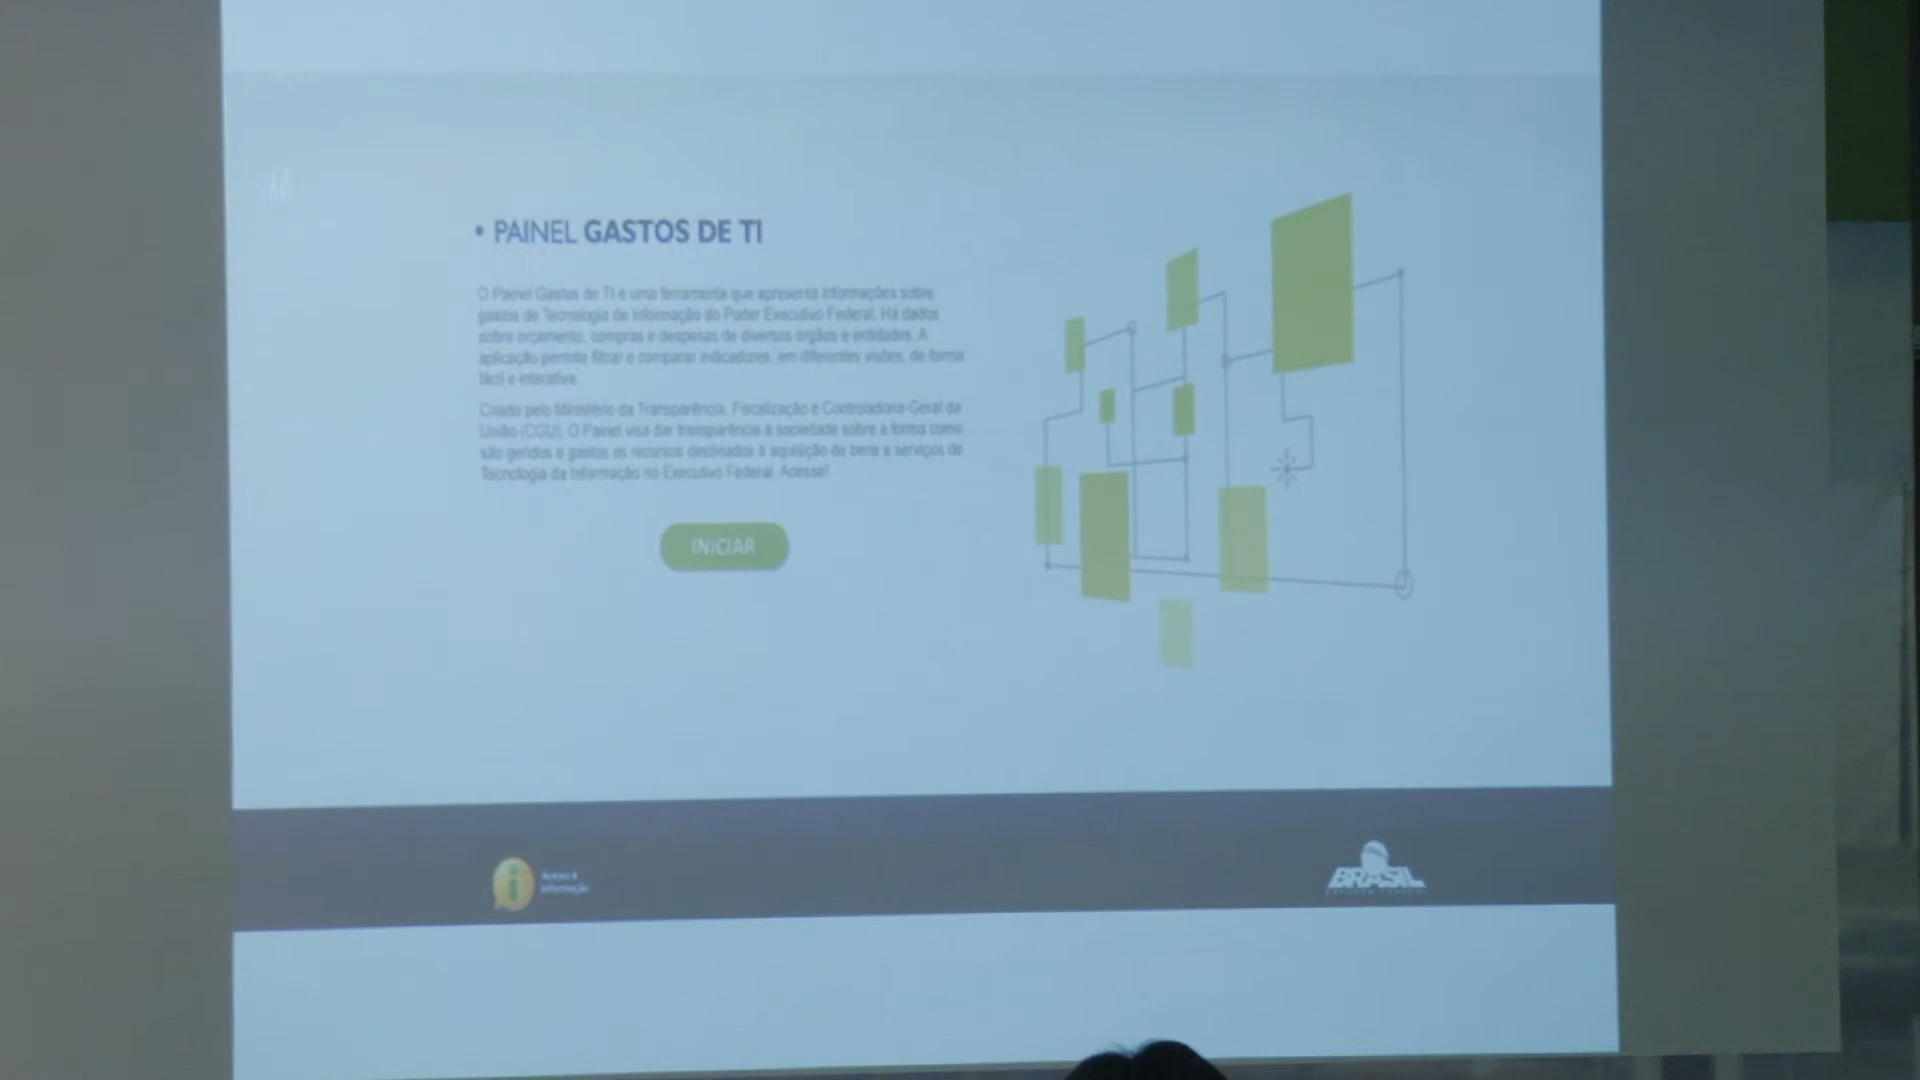 • PAINEL GASTOS DE TI
O Painel Gastos de TI é uma ferramenta que apresenta informações sobre
gastos de Tecnologia de Informação do Poder Executivo Federal. Há dados
sobre orçamento, compras e despesas de diversos órgãos e entidades. A
aplicação permite filtrar e comparar indicadores, em diferentes visões, de forma
fácil e interativa.
Criado pelo Ministério da Transparência, Fiscalização e Controladoria-Geral da
União (CGU), O Painel visa dar transparência à sociedade sobre a forma como
são geridos e gastos os recursos destinados à aquisição de bens e serviços de
Tecnologia da Informação no Executivo Federal. Acesse!
INICIAR
Acesso à
Informação
BRASIL